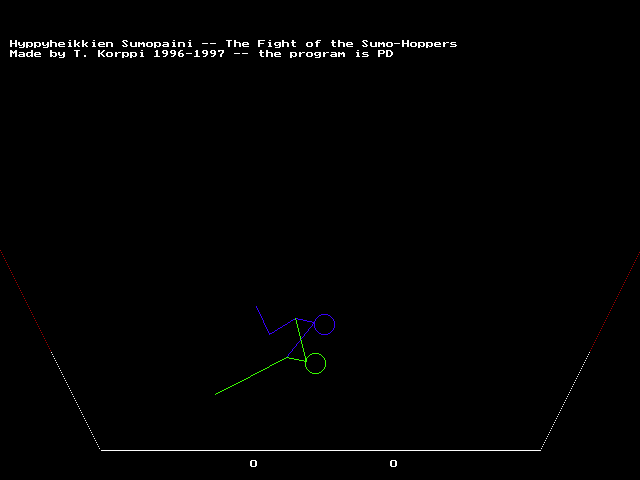 Hyppyheikkien Sumopaini -- The Fight of the Sumo-Hoppers
Made by T. Korppi 1996-1997 -- the program is PD
0 0